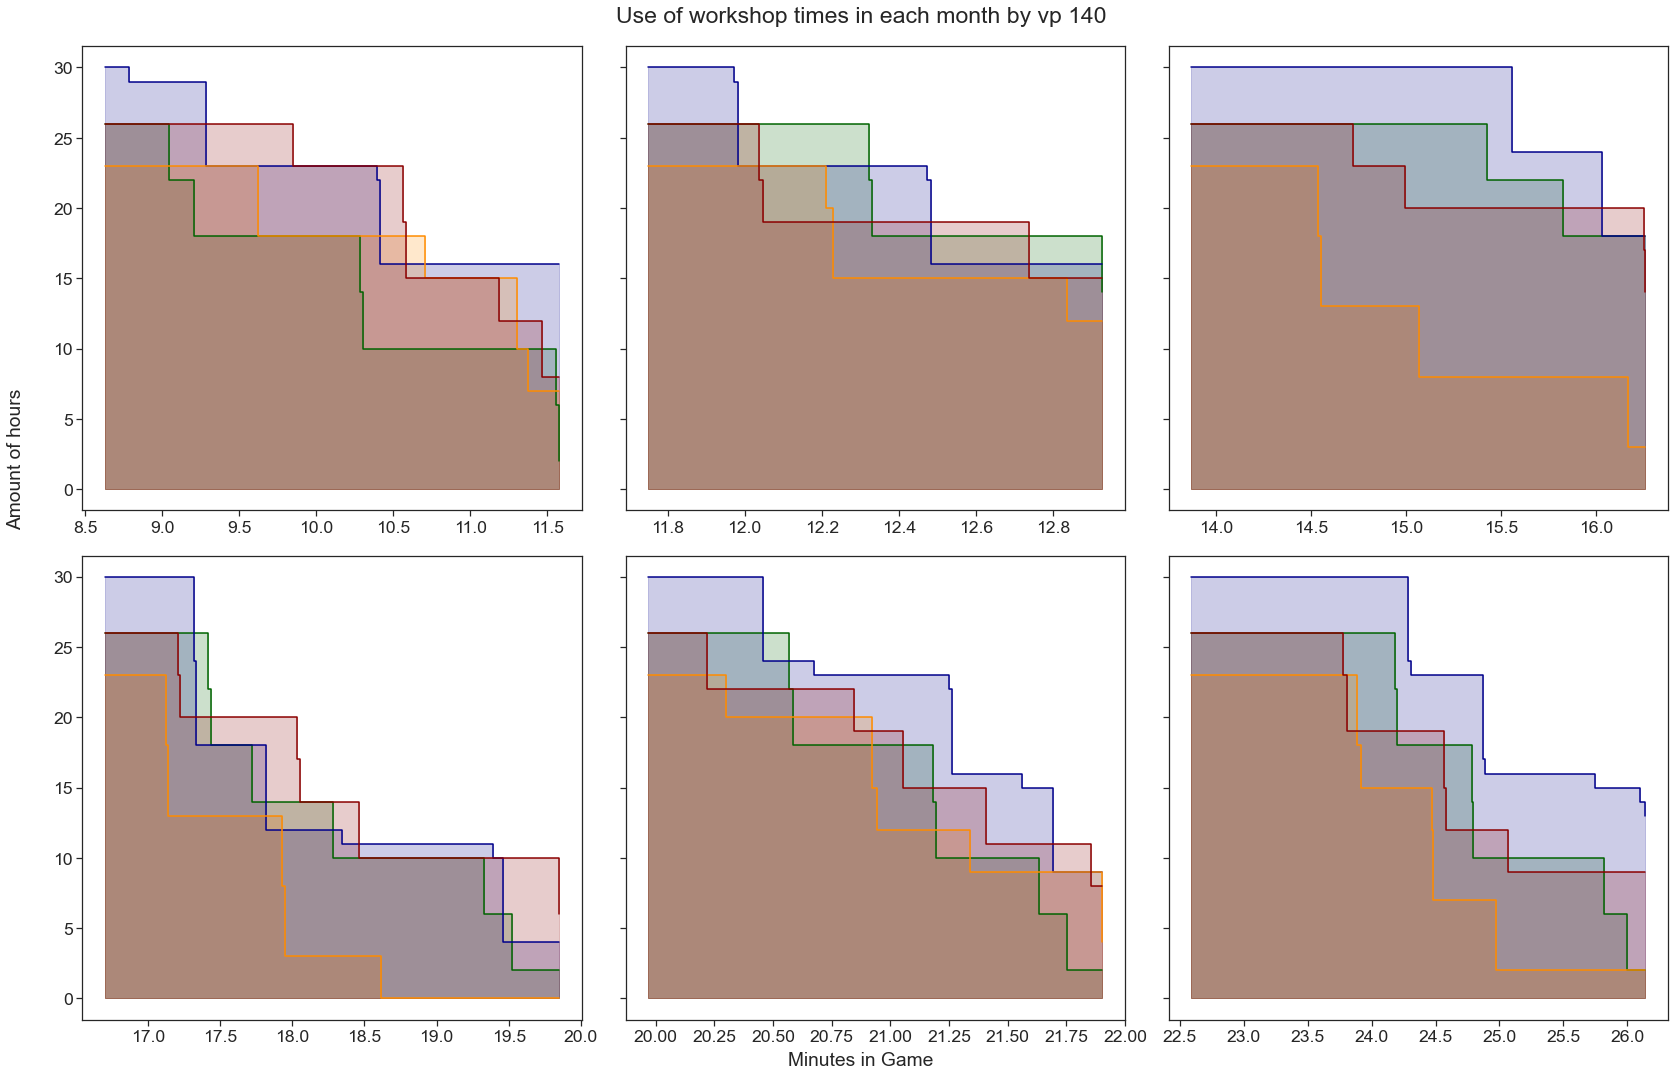 Use of workshop times in each month by vp 140
Amount of hours
30
25
20
15
10
5
0
8.5 9.0 9.5 10.0 10.5 11.0 11.5
11.8 12.0 12.2 12.4 12.6 12.8
14.0 14.5 15.0 15.5 16.0
30
25
20
15
10
5
0
17.0 17.5 18.0 18.5 19.0 19.5 20.0
20.00 20.25 20.50 20.75 21.00 21.25 21.50 21.75 22.00
22.5 23.0 23.5 24.0 24.5 25.0 25.5 26.0
Minutes in Game